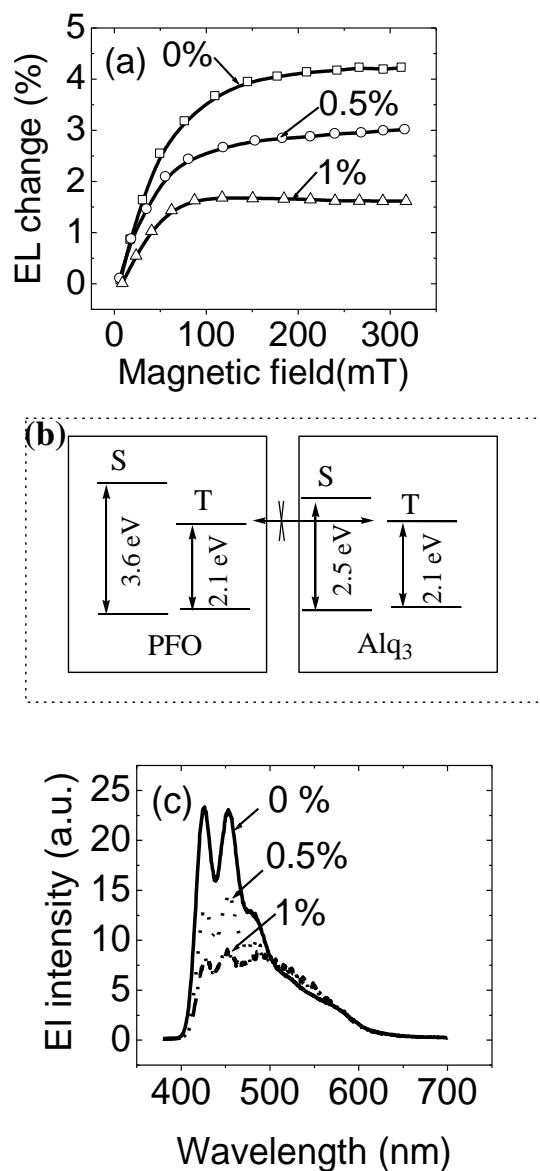 5
4
3
2
1
0
EL change (%)
(a)
0%
0.5%
1%
0 100 200 300
Magnetic field(mT)
(b)
S
T
3.6 eV
2.1 eV
PFO
S
T
2.5 eV
2.1 eV
Alq3
25
20
15
10
5
0
El intensity (a.u.)
(c)
0 %
0.5%
1%
400 500 600 700
Wavelength (nm)